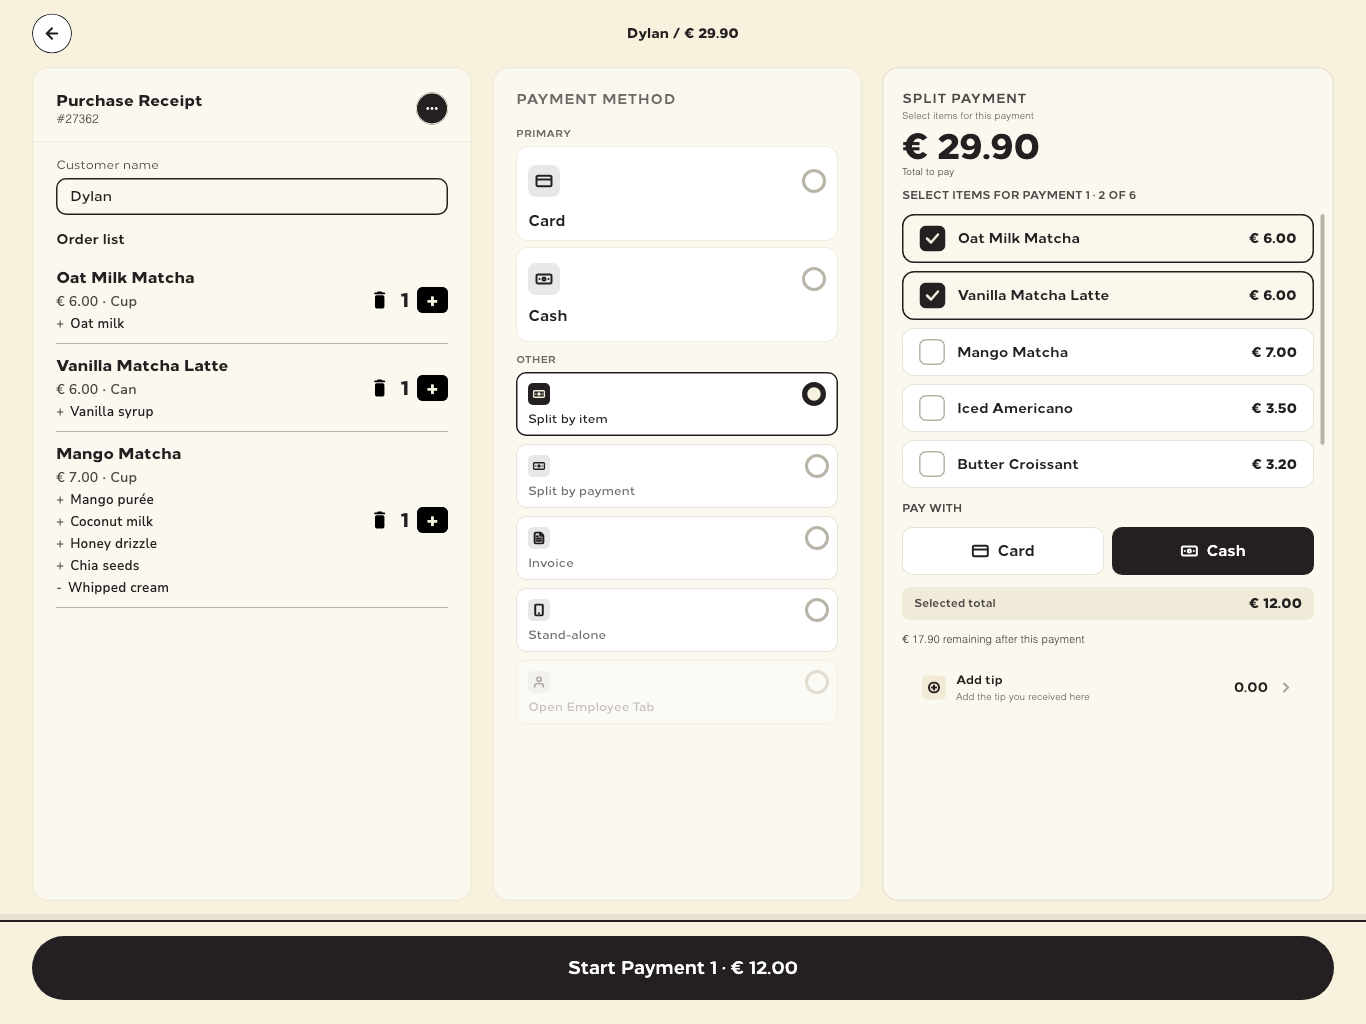 Dylan / € 29.90
Purchase Receipt
#27362
Customer name
Dylan
Order list
Oat Milk Matcha
€ 6.00 · Cup
+ Oat milk
1
Vanilla Matcha Latte
€ 6.00 · Can
+ Vanilla syrup
1
Mango Matcha
€ 7.00 · Cup
+ Mango purée
+ Coconut milk
+ Honey drizzle
+ Chia seeds
- Whipped cream
1
PAYMENT METHOD
PRIMARY
Card
Cash
OTHER
Split by item
Split by payment
Invoice
Stand-alone
Open Employee Tab
SPLIT PAYMENT
Select items for this payment
€ 29.90
Total to pay
SELECT ITEMS FOR PAYMENT 1 · 2 OF 6
Oat Milk Matcha € 6.00
Vanilla Matcha Latte € 6.00
Mango Matcha € 7.00
Iced Americano € 3.50
Butter Croissant € 3.20
PAY WITH
Card
Cash
Selected total € 12.00
€ 17.90 remaining after this payment
Add tip
Add the tip you received here
0.00
Start Payment 1 · € 12.00